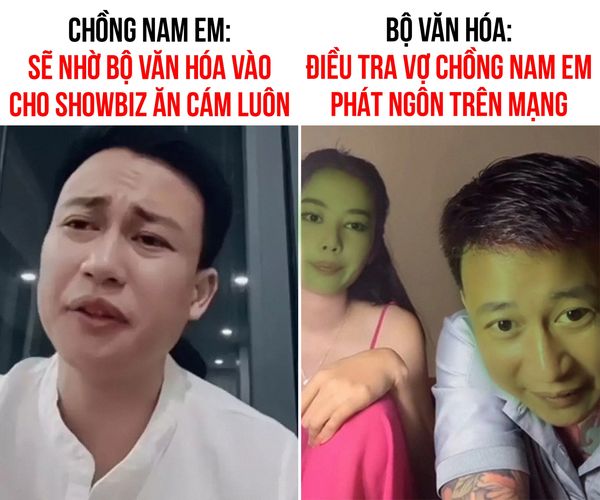 CHỒNG NAM EM:
SẼ NHỜ BỘ VĂN HÓA VÀO
CHO SHOWBIZ ĂN CÁM LUÔN
BỘ VĂN HÓA:
ĐIỀU TRA VỢ CHỒNG NAM EM
PHÁT NGÔN TRÊN MẠNG